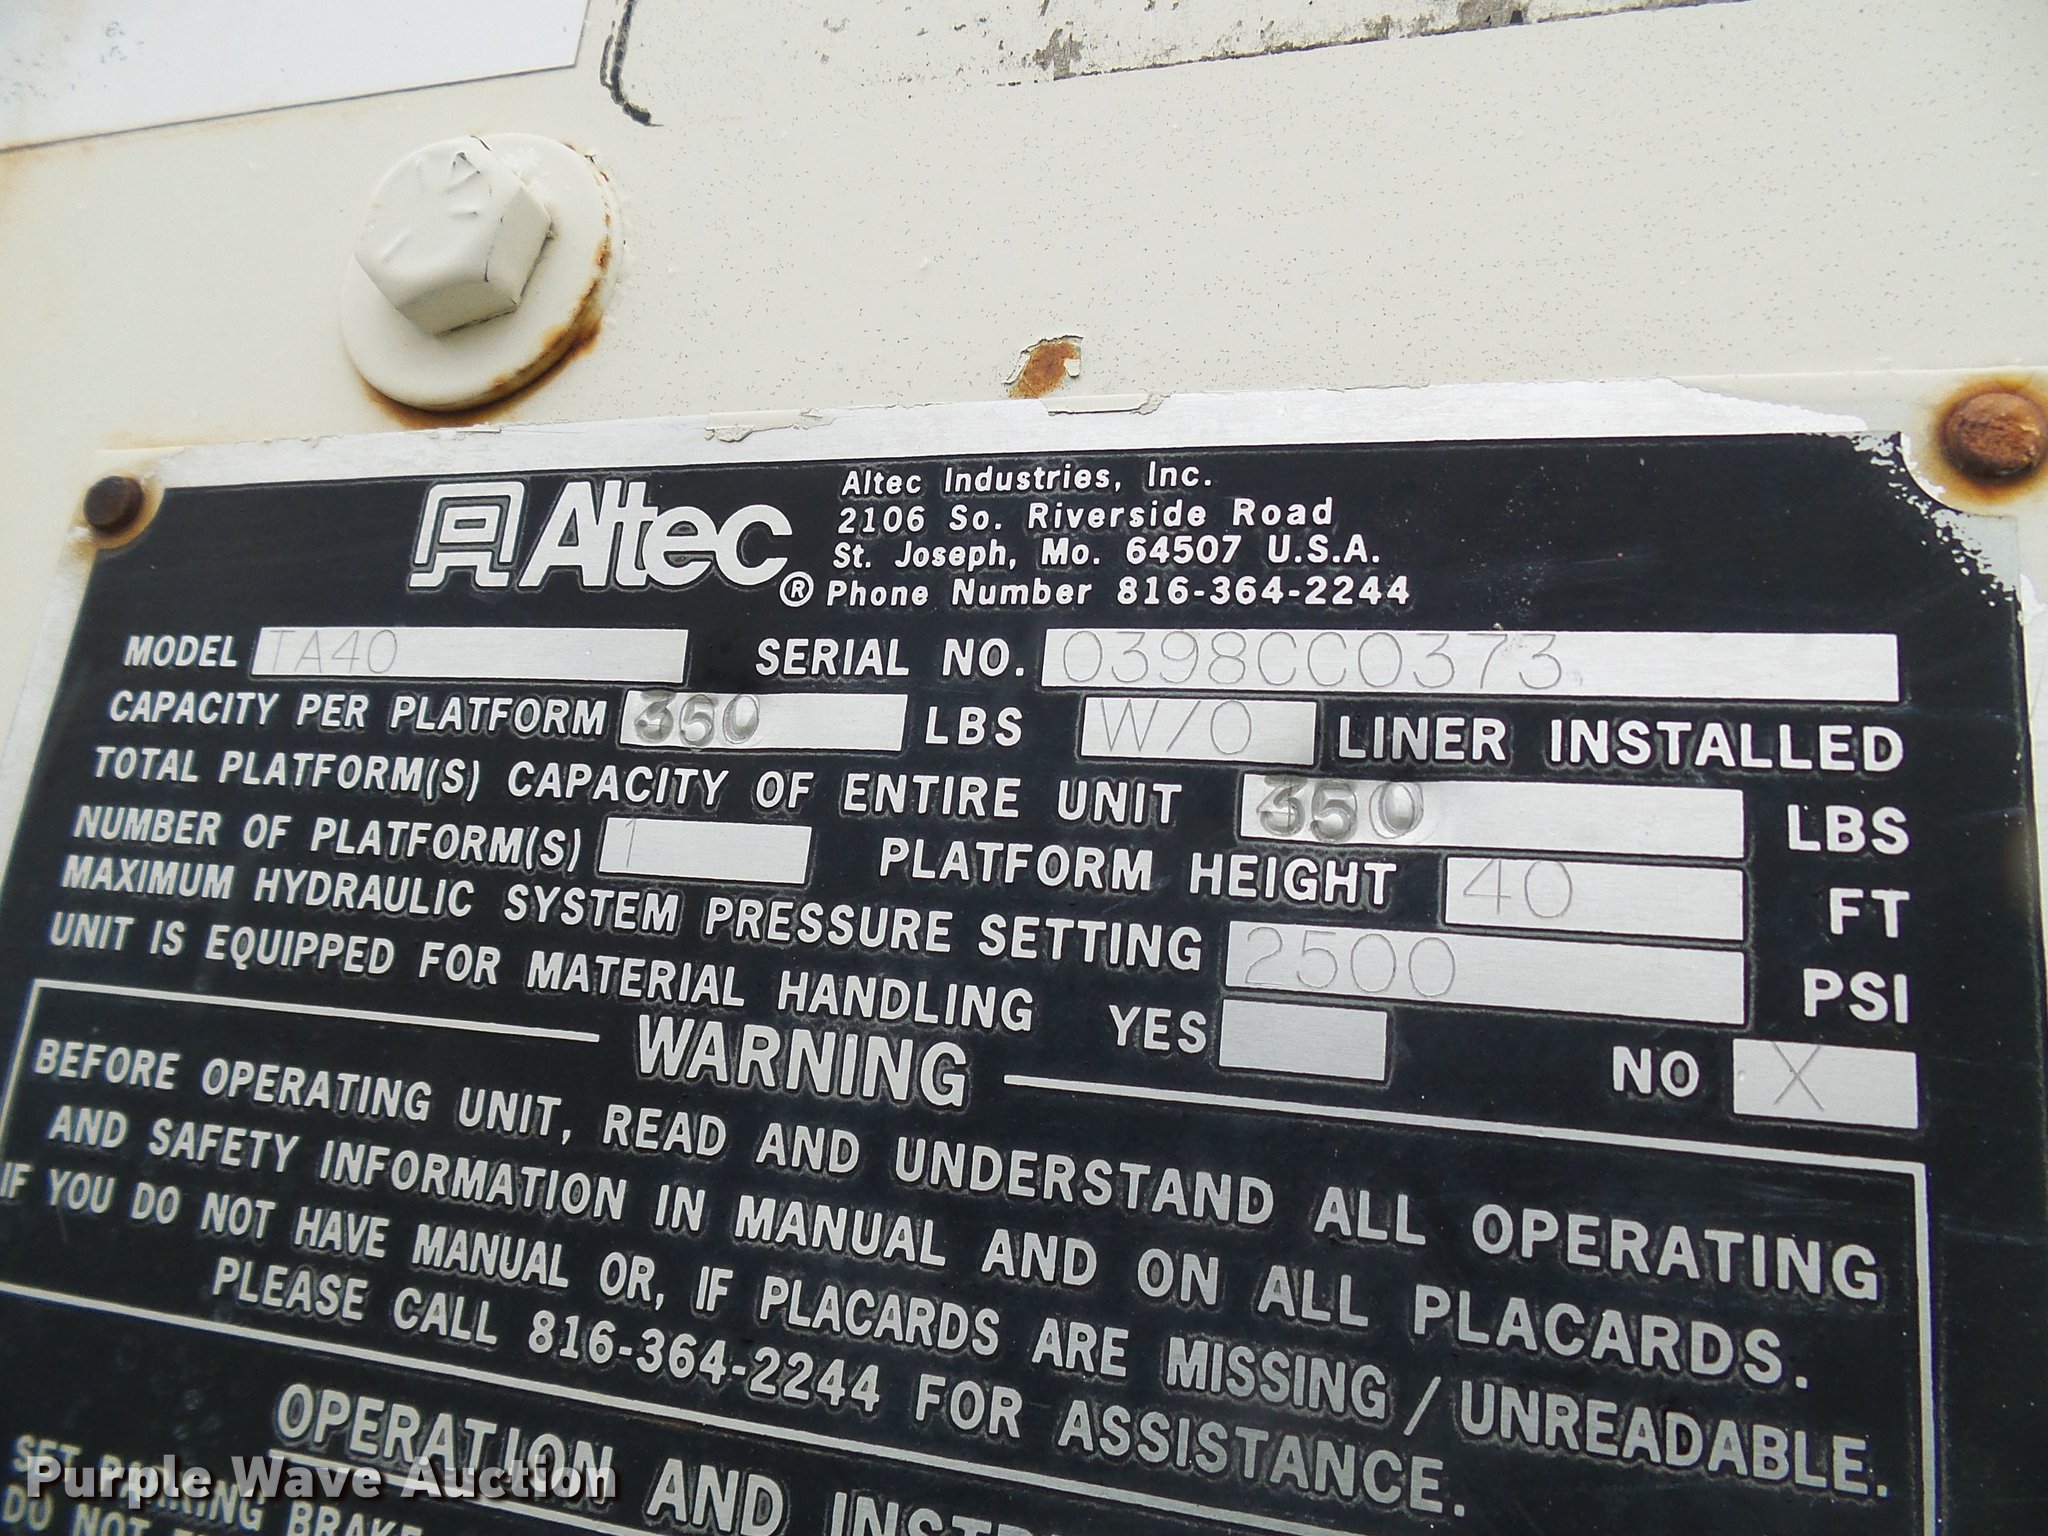 Altec
®
Altec Industries, Inc.
2106 So. Riverside Road
St. Joseph, Mo. 64507 U.S.A.
Phone Number 816-364-2244
MODEL TA40 SERIAL NO. 0398CC0373
CAPACITY PER PLATFORM 350 LBS W/O LINER INSTALLED
TOTAL PLATFORM(S) CAPACITY OF ENTIRE UNIT 350 LBS
NUMBER OF PLATFORM(S) 1 PLATFORM HEIGHT 40 FT
MAXIMUM HYDRAULIC SYSTEM PRESSURE SETTING 2500 PSI
UNIT IS EQUIPPED FOR MATERIAL HANDLING YES NO X
WARNING
BEFORE OPERATING UNIT, READ AND UNDERSTAND ALL OPERATING
AND SAFETY INFORMATION IN MANUAL AND ON ALL PLACARDS.
IF YOU DO NOT HAVE MANUAL OR, IF PLACARDS ARE MISSING/UNREADABLE.
PLEASE CALL 816-364-2244 FOR ASSISTANCE.
OPERATION AND
SET PARKING BRAKE
DO NOT
Purple Wave Auction